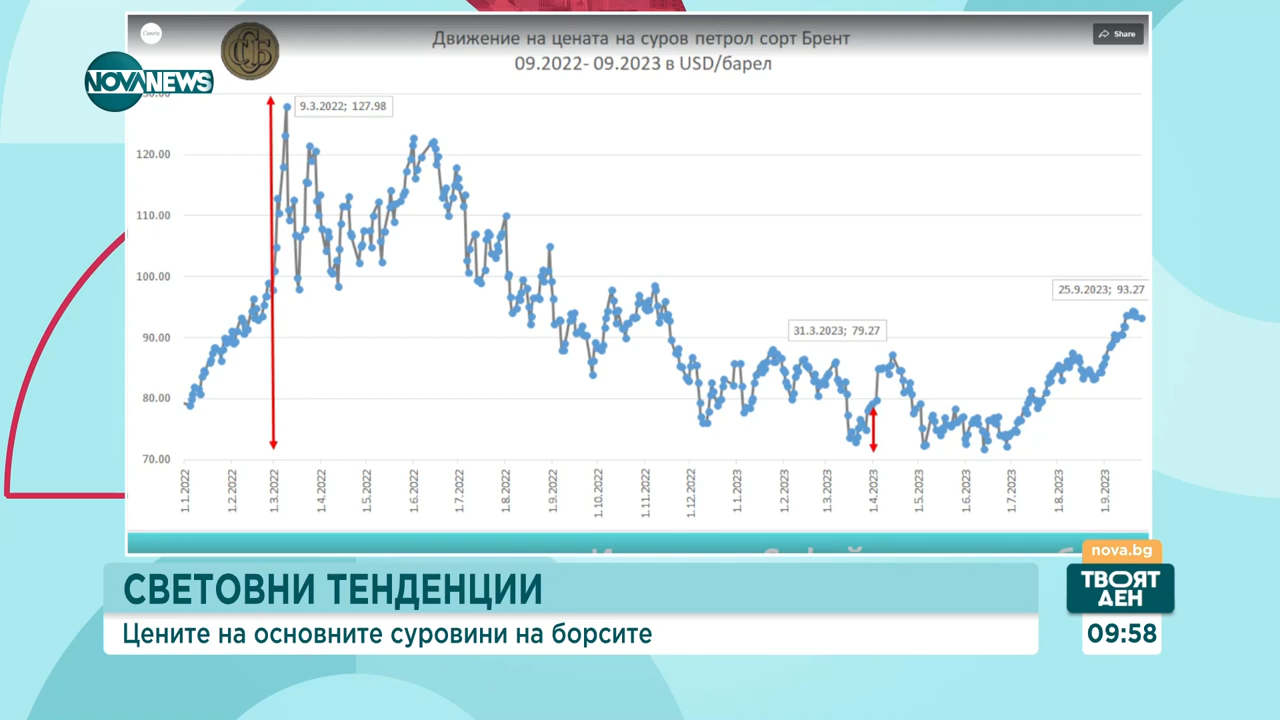 Canva
Share
ССБ
Движение на цената на суров петрол сорт Брент
09.2022- 09.2023 в USD/барел
NOVANEWS
9.3.2022; 127.98
120.00
110.00
100.00
25.9.2023; 93.27
31.3.2023; 79.27
90.00
80.00
70.00
1.1.2022
1.2.2022
1.3.2022
1.4.2022
1.5.2022
1.6.2022
1.7.2022
1.8.2022
1.9.2022
1.10.2022
1.11.2022
1.12.2022
1.1.2023
1.2.2023
1.3.2023
1.4.2023
1.5.2023
1.6.2023
1.7.2023
1.8.2023
1.9.2023
nova.bg
СВЕТОВНИ ТЕНДЕНЦИИ
ТВОЯТ
ДЕН
Цените на основните суровини на борсите
09:58